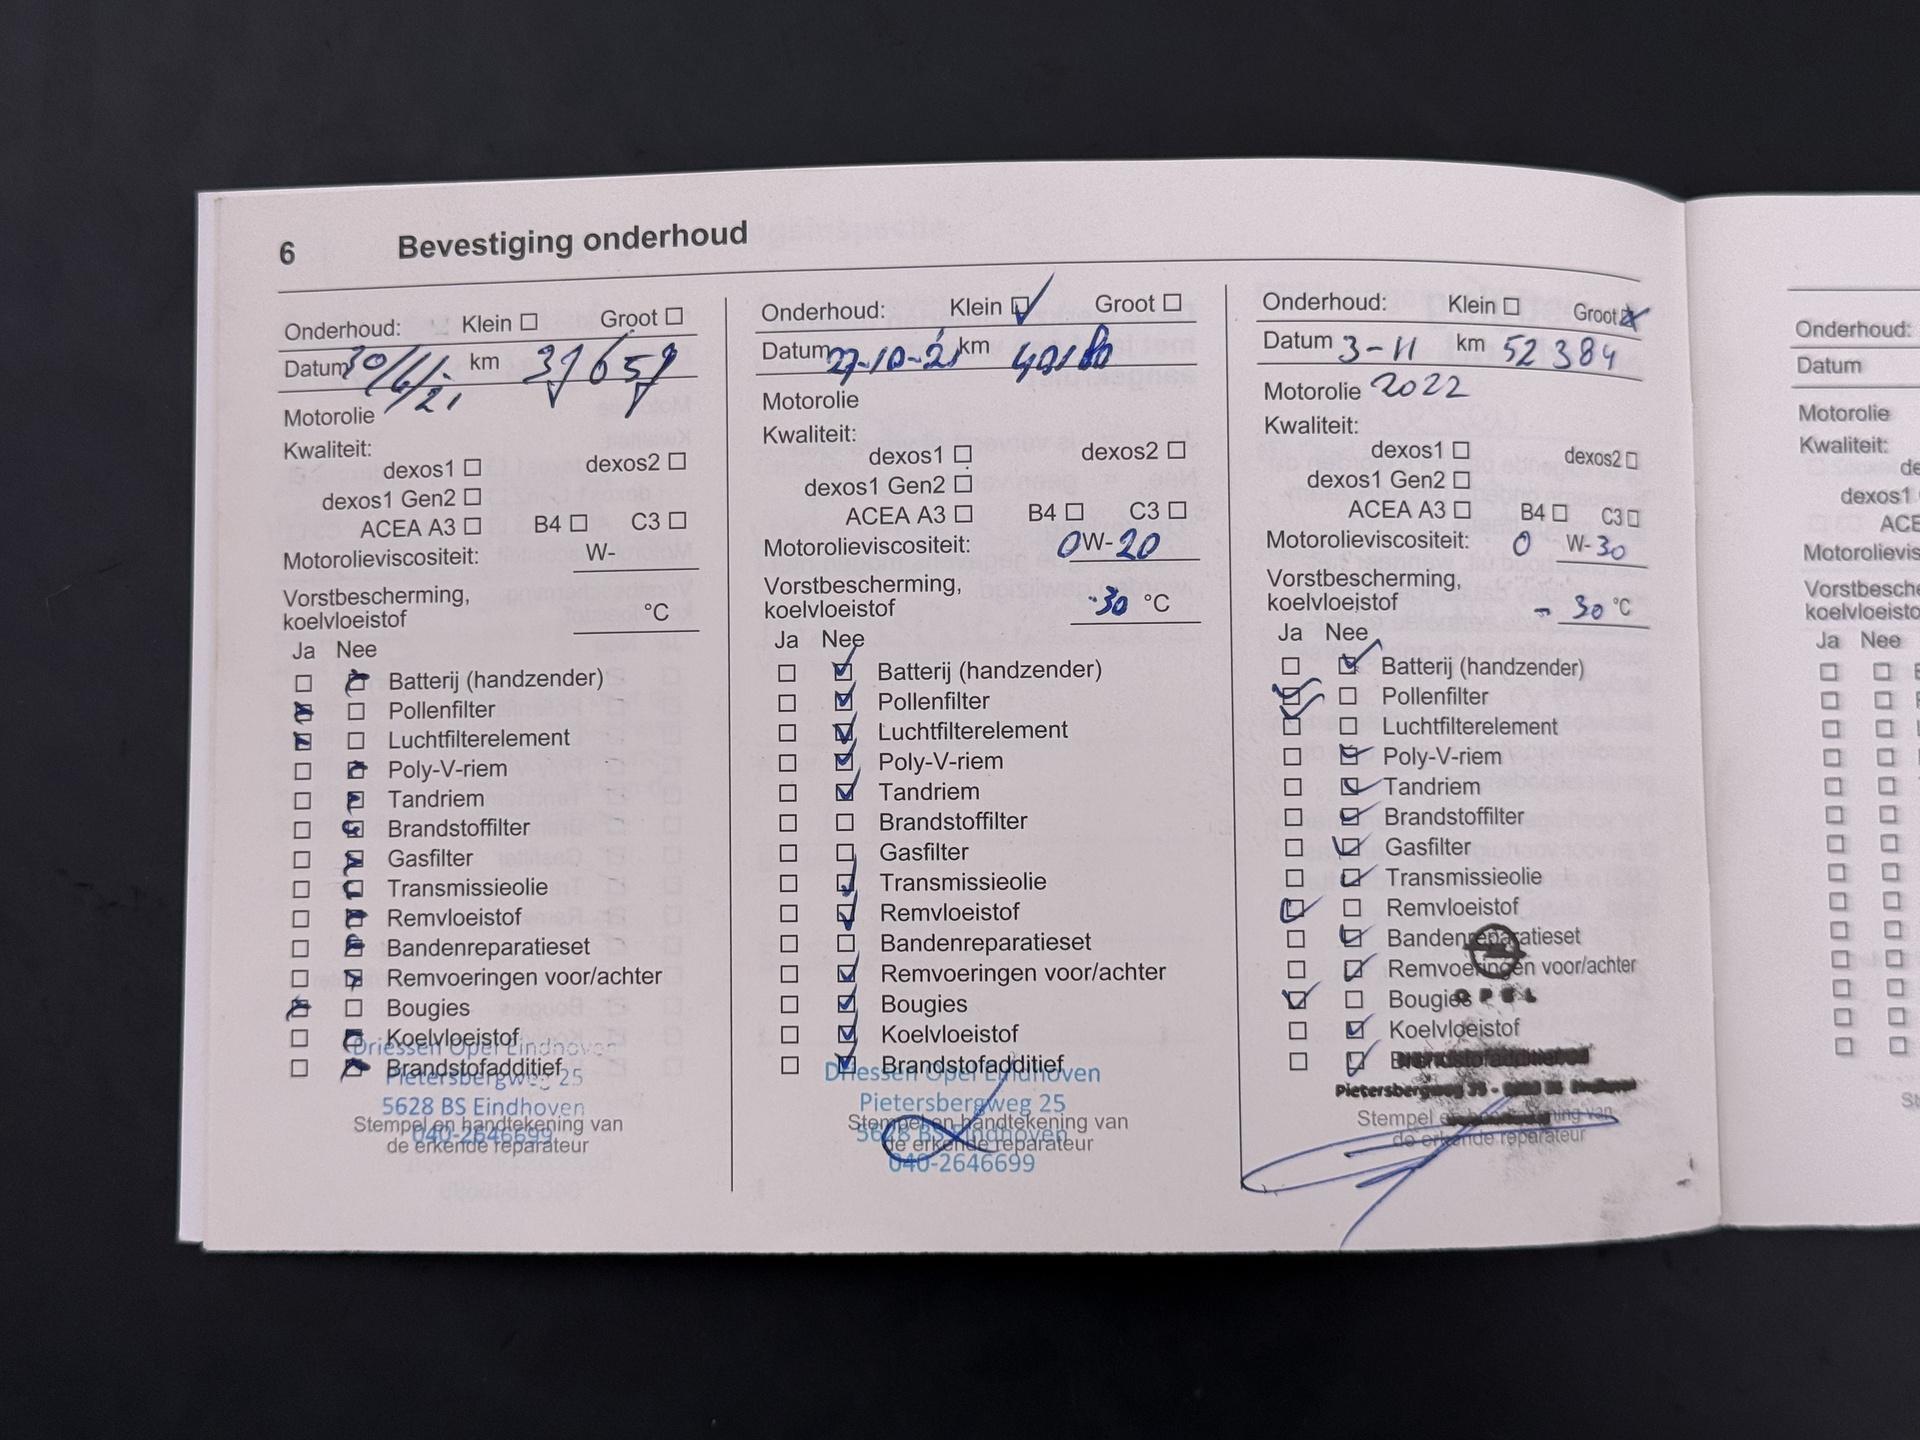 6 Bevestiging onderhoud
Onderhoud: Klein Groot
Datum 30/ km
Motorolie
Kwaliteit:
dexos1 dexos2
dexos1 Gen2
ACEA A3 B4 C3
Motorolieviscositeit: W-
Vorstbescherming,
koelvloeistof °C
Ja Nee
Batterij (handzender)
Pollenfilter
Luchtfilterelement
Poly-V-riem
Tandriem
Brandstoffilter
Gasfilter
Transmissieolie
Remvloeistof
Bandenreparatieset
Remvoeringen voor/achter
Bougies
Koelvloeistof
Driessen Opel Eindhoven
Brandstofadditief
Pietersbergweg 25
5628 BS Eindhoven
Stempel en handtekening van
040-2646699
de erkende reparateur
Onderhoud: Klein Groot
Datum 27-10-21 km
Motorolie
Kwaliteit:
dexos1 dexos2
dexos1 Gen2
ACEA A3 B4 C3
Motorolieviscositeit: 0W-20
Vorstbescherming,
koelvloeistof -30 °C
Ja Nee
Batterij (handzender)
Pollenfilter
Luchtfilterelement
Poly-V-riem
Tandriem
Brandstoffilter
Gasfilter
Transmissieolie
Remvloeistof
Bandenreparatieset
Remvoeringen voor/achter
Bougies
Koelvloeistof
Brandstofadditief
Driessen Opel Eindhoven
Pietersbergweg 25
Stempel en handtekening van
5628 BS Eindhoven
de erkende reparateur
040-2646699
Onderhoud: Klein Groot
Datum 3-11 km 52384
Motorolie 2022
Kwaliteit:
dexos1 dexos2
dexos1 Gen2
ACEA A3 B4 C3
Motorolieviscositeit: 0 W-30
Vorstbescherming,
koelvloeistof - 30 °C
Ja Nee
Batterij (handzender)
Pollenfilter
Luchtfilterelement
Poly-V-riem
Tandriem
Brandstoffilter
Gasfilter
Transmissieolie
Remvloeistof
Bandenreparatieset
Remvoeringen voor/achter
Bougies OPEL
Koelvloeistof
Brandstofadditief
Pietersbergweg
Stempel en handtekening van
de erkende reparateur
Onderhoud:
Datum
Motorolie
Kwaliteit:
dexos1
Vorstbescherming
Ja Nee